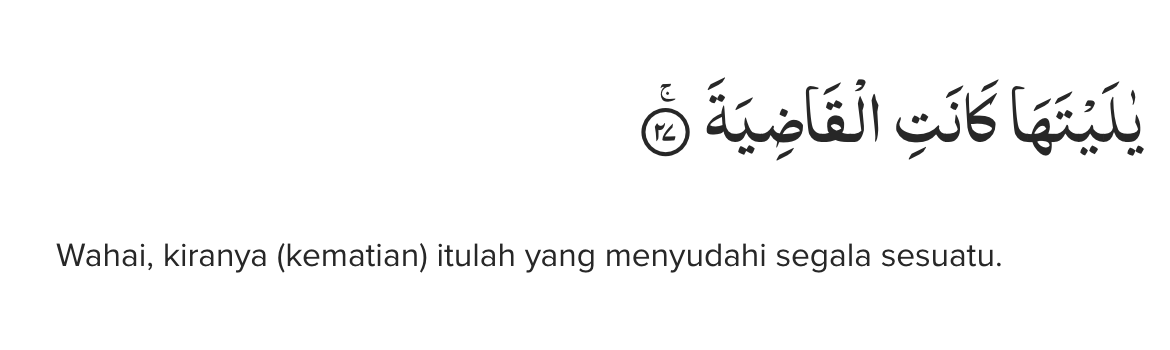 يٰلَيْتَهَا كَانَتِ الْقَاضِيَةَ ۚ ٢٧
Wahai, kiranya (kematian) itulah yang menyudahi segala sesuatu.